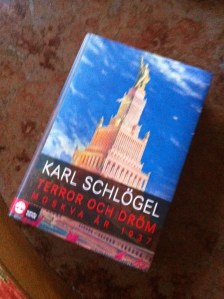 KARL SCHLÖGEL
TERROR OCH DRÖM
MOSKVA ÅR 1937